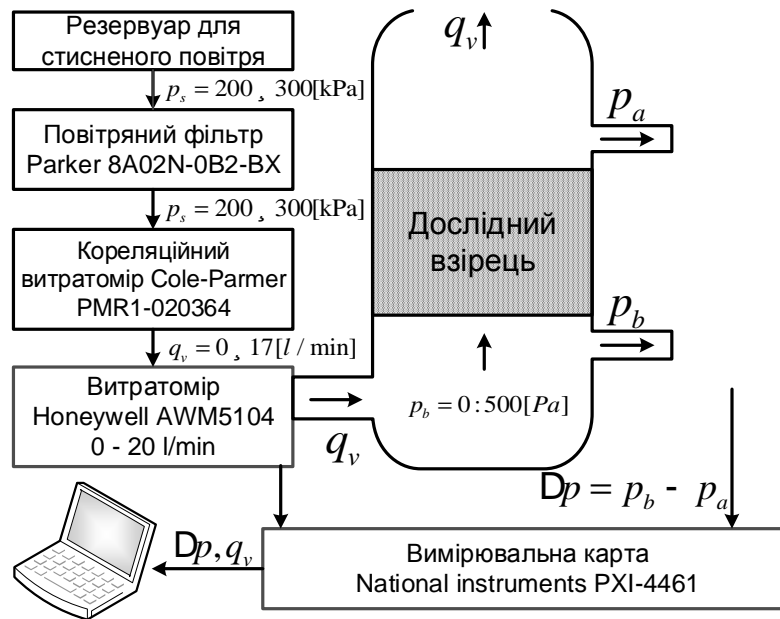 Резервуар для
стисненого повітря
p_s = 200 ¸ 300[kPa]
Повітряний фільтр
Parker 8A02N-0B2-BX
p_s = 200 ¸ 300[kPa]
Кореляційний
витратомір Cole-Parmer
PMR1-020364
q_v = 0 ¸ 17[l / min]
Витратомір
Honeywell AWM5104
0 - 20 l/min
q_v
q_v
p_a
Дослідний
взірець
p_b
p_b = 0 : 500[Pa]
Dp = p_b - p_a
Dp, q_v
Вимірювальна карта
National instruments PXI-4461